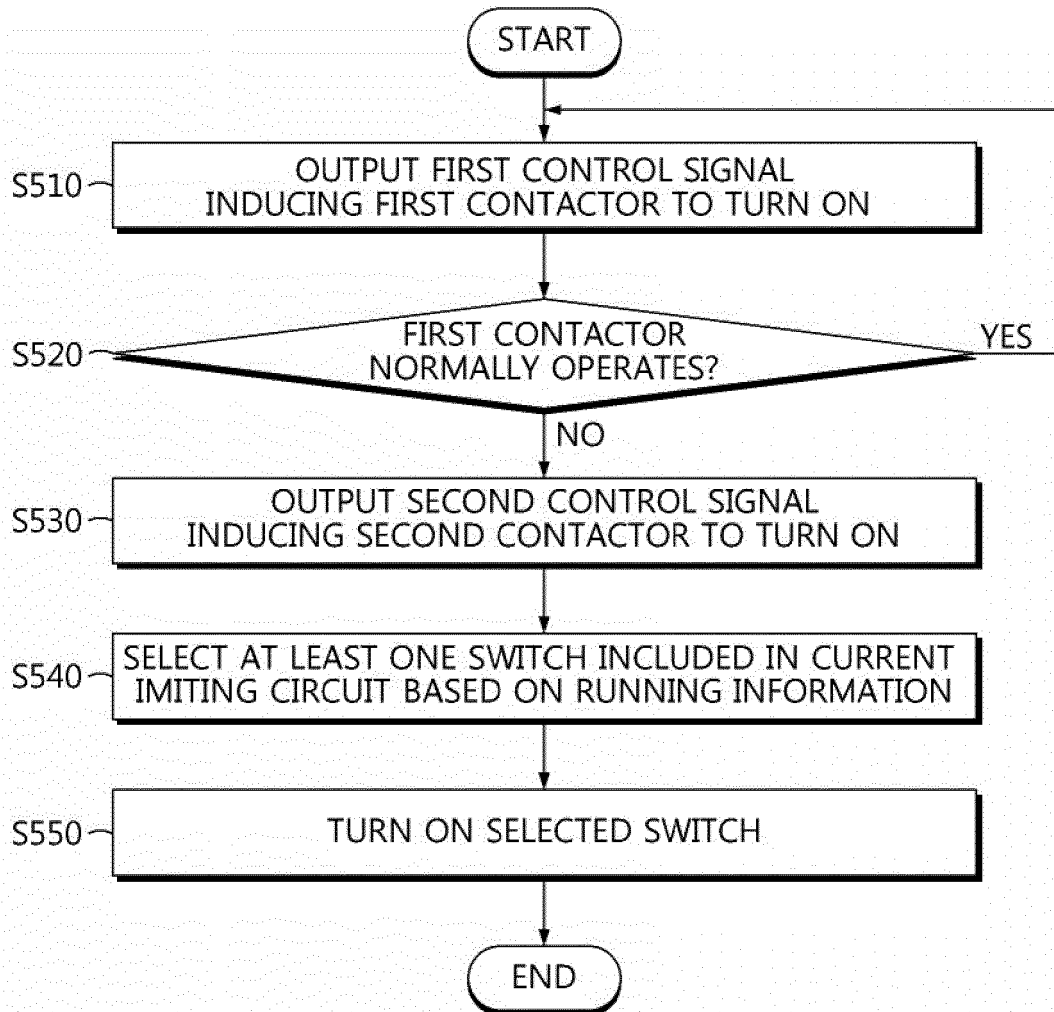 START
S510
OUTPUT FIRST CONTROL SIGNAL
INDUCING FIRST CONTACTOR TO TURN ON
S520
FIRST CONTACTOR
NORMALLY OPERATES?
YES
NO
S530
OUTPUT SECOND CONTROL SIGNAL
INDUCING SECOND CONTACTOR TO TURN ON
S540
SELECT AT LEAST ONE SWITCH INCLUDED IN CURRENT
IMITING CIRCUIT BASED ON RUNNING INFORMATION
S550
TURN ON SELECTED SWITCH
END